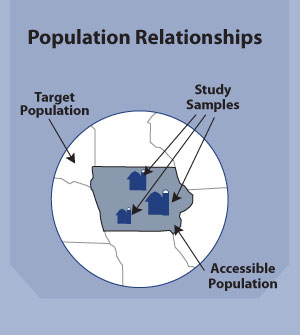 Population Relationships
Study
Samples
Target
Population
Accessible
Population